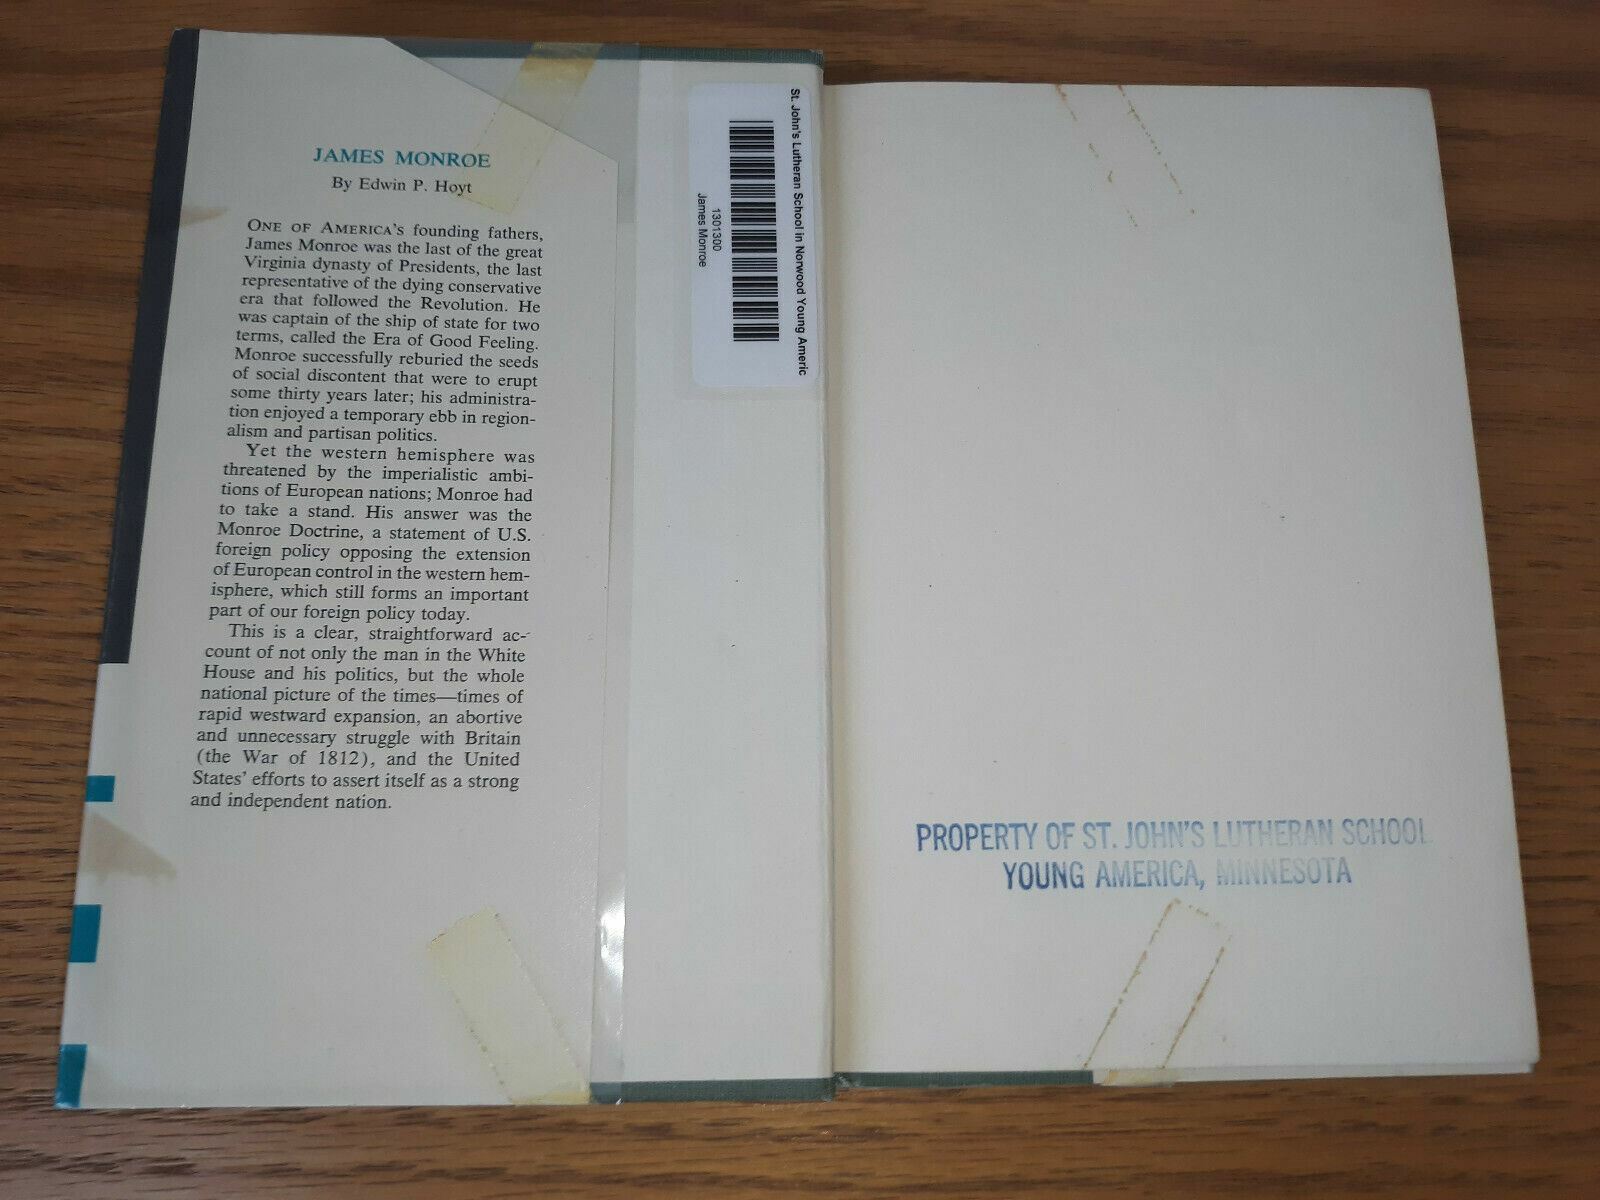 JAMES MONROE
By Edwin P. Hoyt
ONE OF AMERICA'S founding fathers,
James Monroe was the last of the great
Virginia dynasty of Presidents, the last
representative of the dying conservative
era that followed the Revolution. He
was captain of the ship of state for two
terms, called the Era of Good Feeling.
Monroe successfully reburied the seeds
of social discontent that were to erupt
some thirty years later; his administra-
tion enjoyed a temporary ebb in region-
alism and partisan politics.
Yet the western hemisphere was
threatened by the imperialistic ambi-
tions of European nations; Monroe had
to take a stand. His answer was the
Monroe Doctrine, a statement of U.S.
foreign policy opposing the extension
of European control in the western hem-
isphere, which still forms an important
part of our foreign policy today.
This is a clear, straightforward ac-
count of not only the man in the White
House and his politics, but the whole
national picture of the times—times of
rapid westward expansion, an abortive
and unnecessary struggle with Britain
(the War of 1812), and the United
States' efforts to assert itself as a strong
and independent nation.
St. John's Lutheran School in Norwood Young Americ
1301300
James Monroe
PROPERTY OF ST. JOHN'S LUTHERAN SCHOOL
YOUNG AMERICA, MINNESOTA